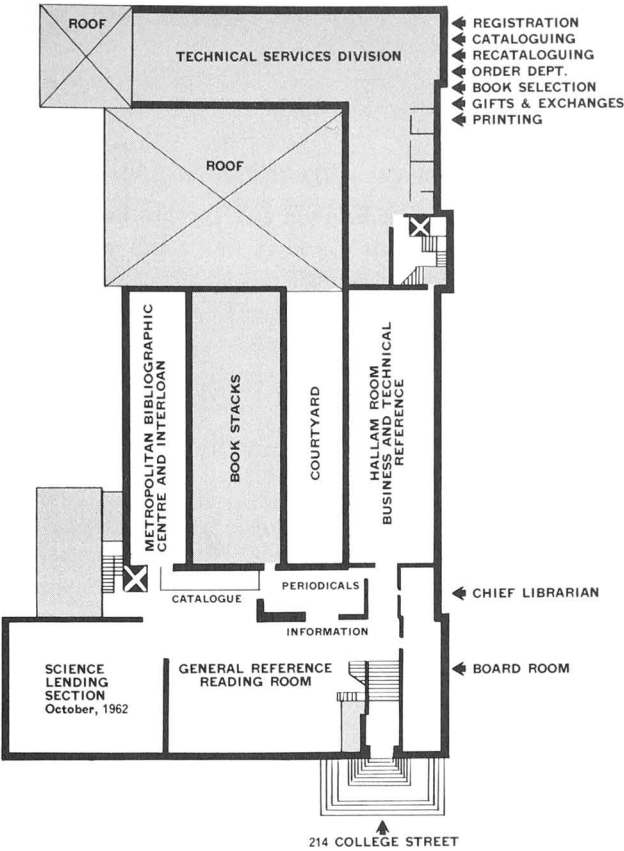 ROOF
TECHNICAL SERVICES DIVISION
REGISTRATION
CATALOGUING
RECATALOGUING
ORDER DEPT.
BOOK SELECTION
GIFTS & EXCHANGES
PRINTING
ROOF
METROPOLITAN BIBLIOGRAPHIC
CENTRE AND INTERLOAN
BOOK STACKS
COURTYARD
HALLAM ROOM
BUSINESS AND TECHNICAL
REFERENCE
PERIODICALS
CATALOGUE
CHIEF LIBRARIAN
INFORMATION
SCIENCE
LENDING
SECTION
October, 1962
GENERAL REFERENCE
READING ROOM
BOARD ROOM
214 COLLEGE STREET